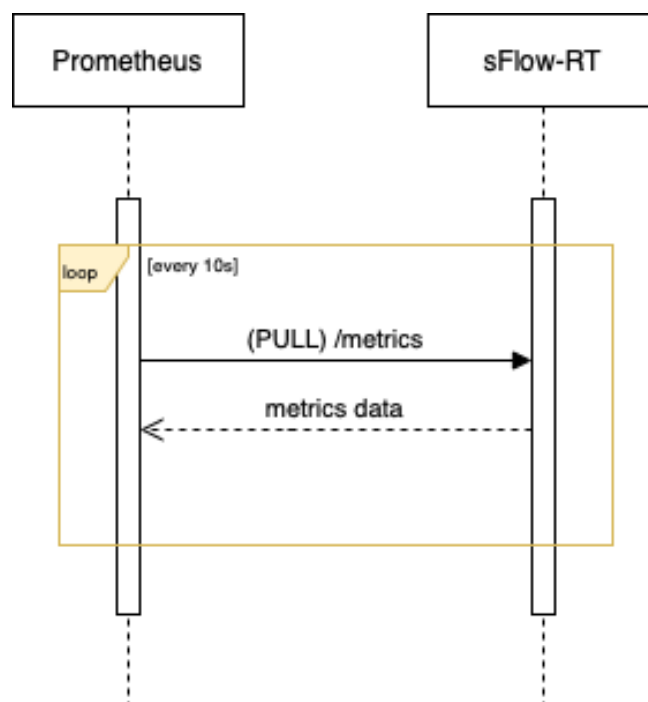 Prometheus
sFlow-RT
loop
[every 10s]
(PULL) /metrics
metrics data